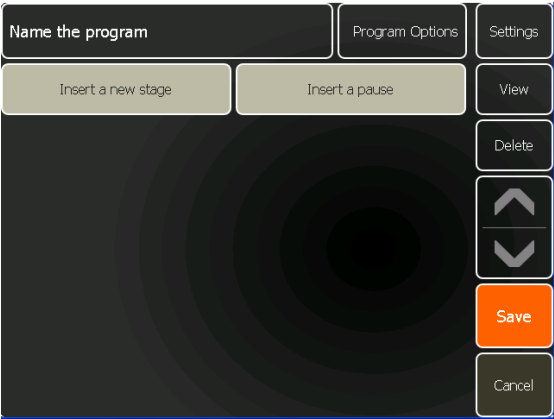 Name the program
Program Options
Settings
Insert a new stage
Insert a pause
View
Delete
Save
Cancel